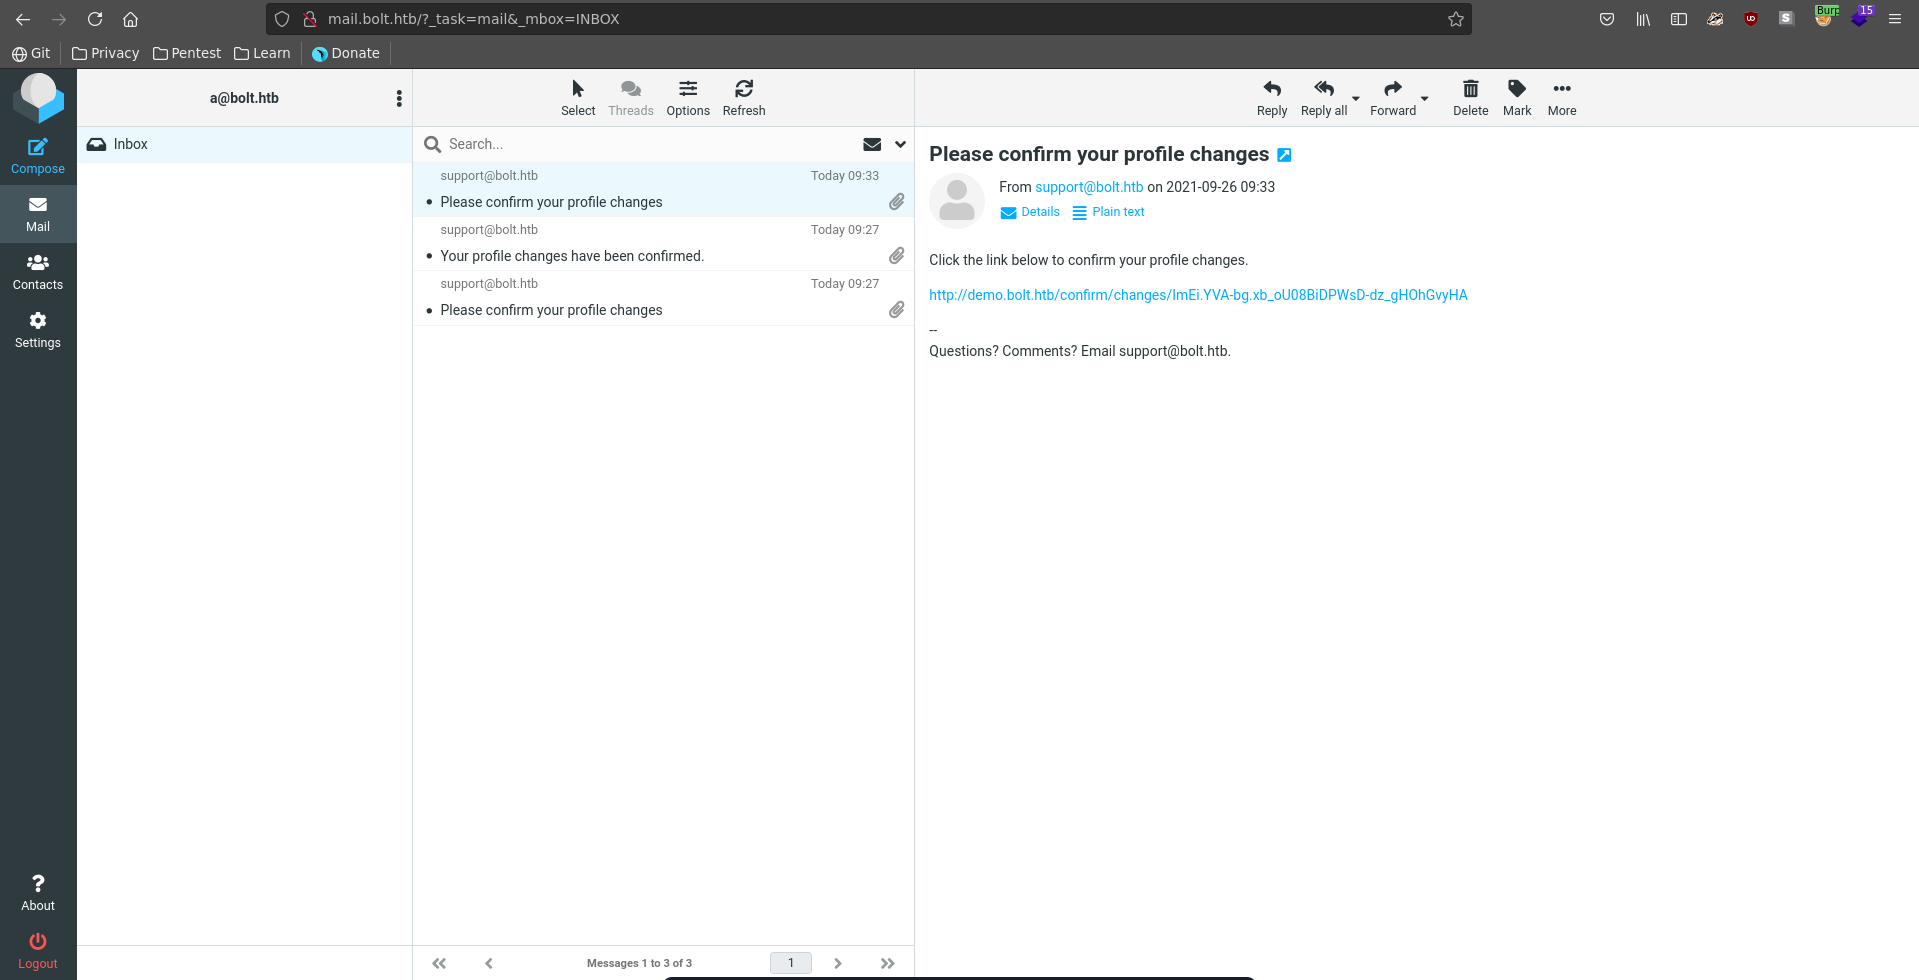 mail.bolt.htb/?_task=mail&_mbox=INBOX
Burp
15
Git
Privacy
Pentest
Learn
Donate
a@bolt.htb
Select
Threads
Options
Refresh
Reply
Reply all
Forward
Delete
Mark
More
Compose
Mail
Contacts
Settings
About
Logout
Inbox
Search...
support@bolt.htb Today 09:33
Please confirm your profile changes
support@bolt.htb Today 09:27
Your profile changes have been confirmed.
support@bolt.htb Today 09:27
Please confirm your profile changes
Messages 1 to 3 of 3
1
Please confirm your profile changes
From support@bolt.htb on 2021-09-26 09:33
Details Plain text
Click the link below to confirm your profile changes.
http://demo.bolt.htb/confirm/changes/ImEi.YVA-bg.xb_oU08BiDPWsD-dz_gHOhGvyHA
--
Questions? Comments? Email support@bolt.htb.